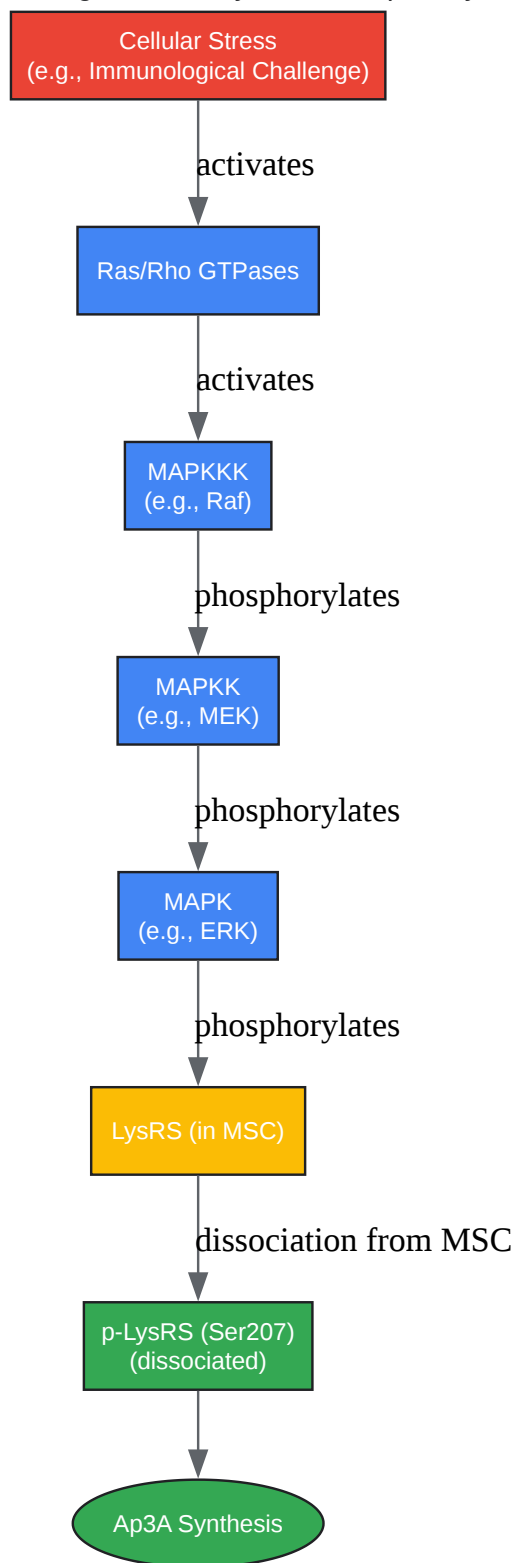 Cellular Stress
(e.g., Immunological Challenge)
activates
Ras/Rho GTPases
activates
MAPKKK
(e.g., Raf)
phosphorylates
MAPKK
(e.g., MEK)
phosphorylates
MAPK
(e.g., ERK)
phosphorylates
LysRS (in MSC)
dissociation from MSC
p-LysRS (Ser207)
(dissociated)
Ap3A Synthesis